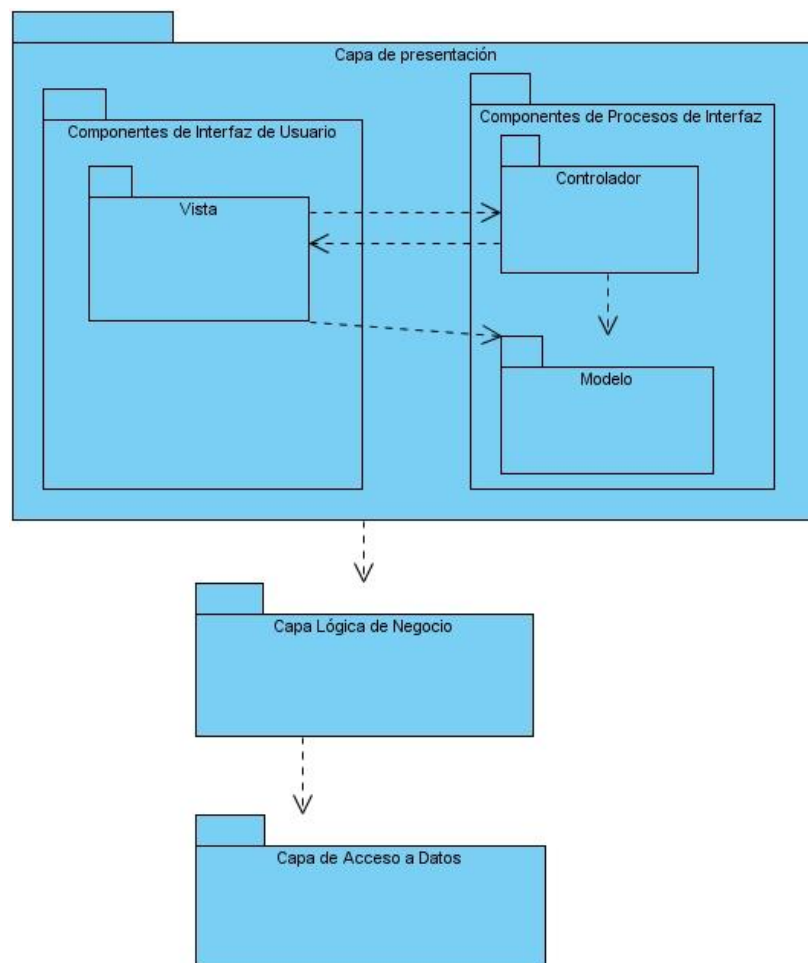 Capa de presentación
Componentes de Interfaz de Usuario
Componentes de Procesos de Interfaz
Vista
Controlador
Modelo
Capa Lógica de Negocio
Capa de Acceso a Datos